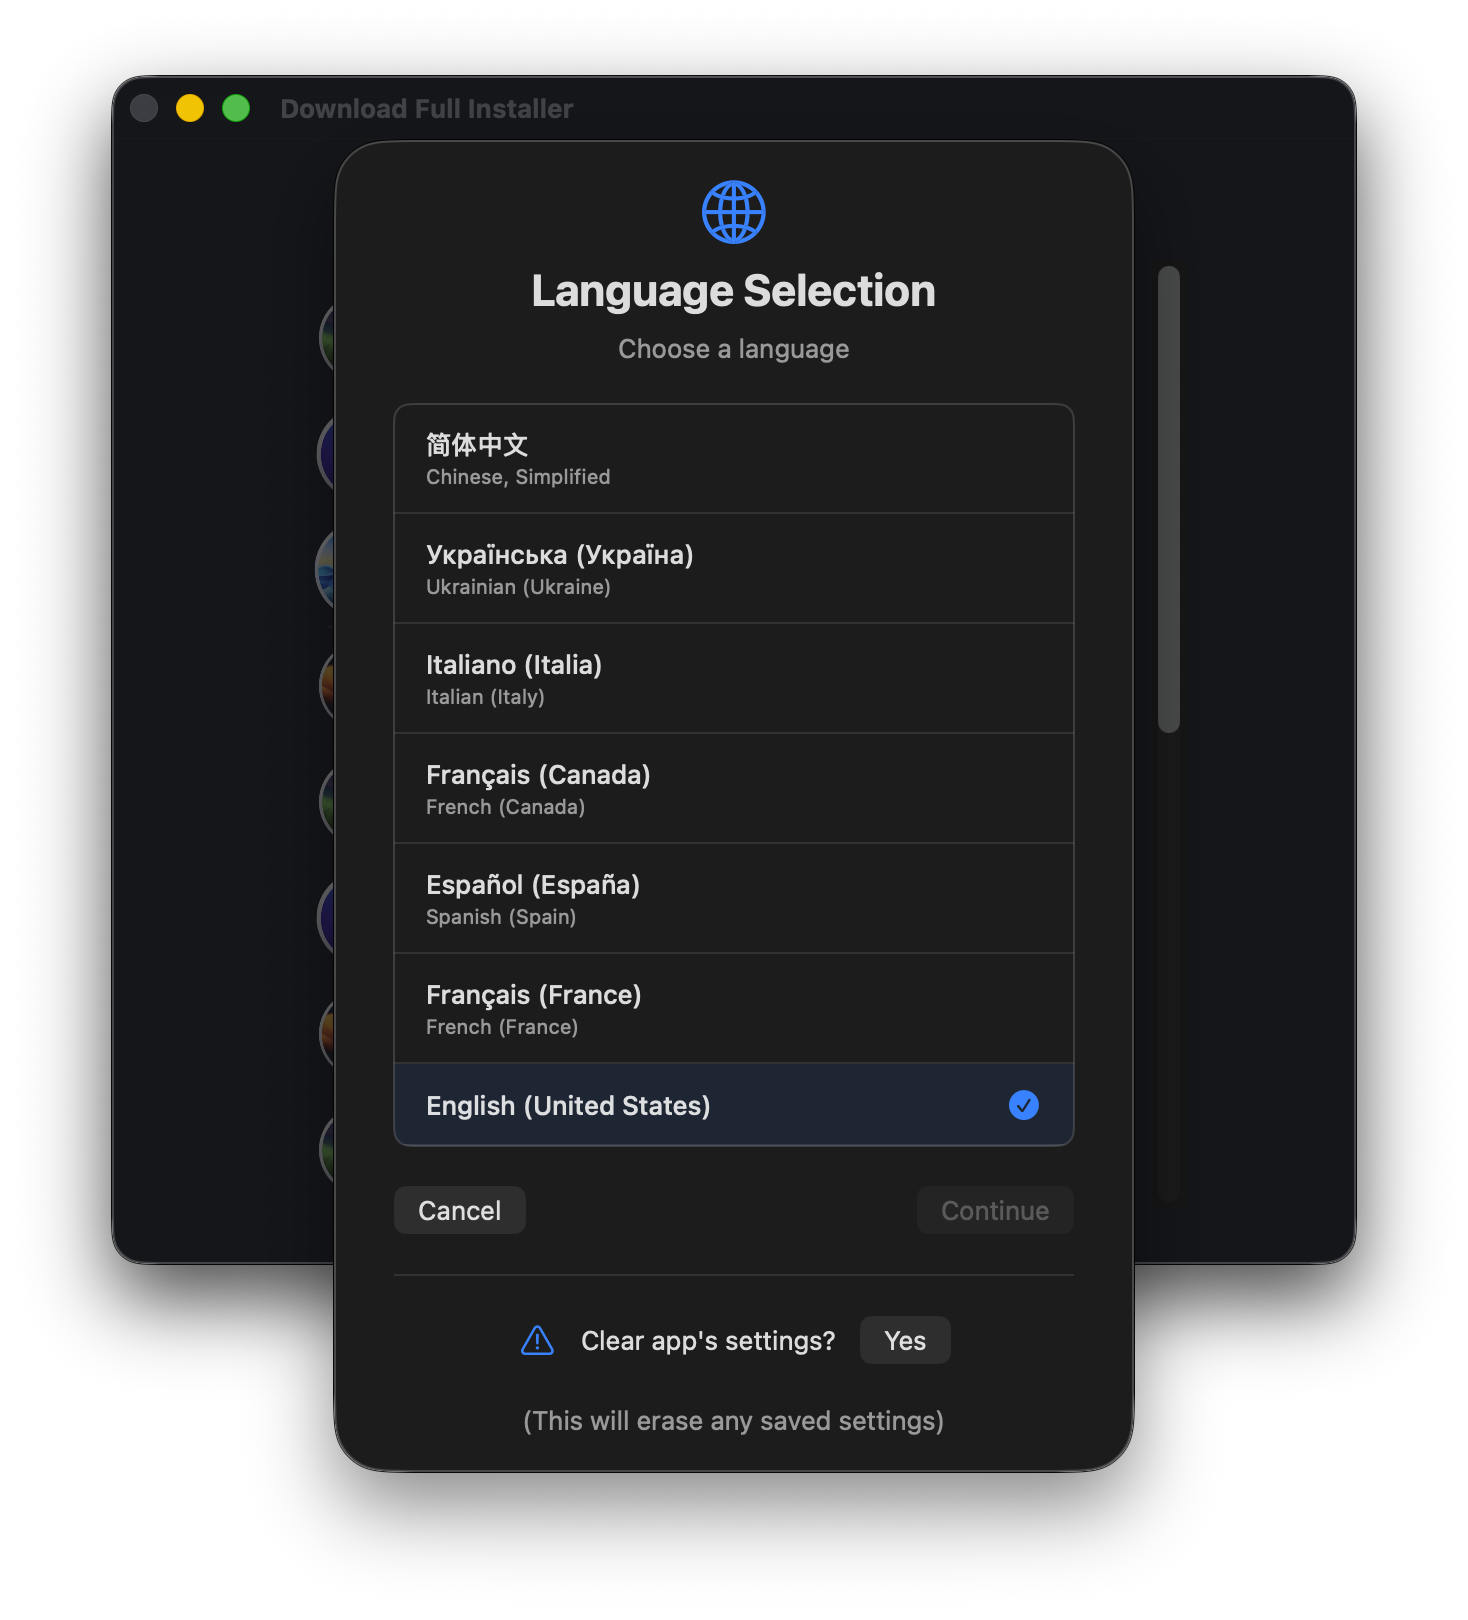 Download Full Installer
Language Selection
Choose a language
简体中文
Chinese, Simplified
Українська (Україна)
Ukrainian (Ukraine)
Italiano (Italia)
Italian (Italy)
Français (Canada)
French (Canada)
Español (España)
Spanish (Spain)
Français (France)
French (France)
English (United States)
Cancel
Continue
Clear app's settings?
Yes
(This will erase any saved settings)